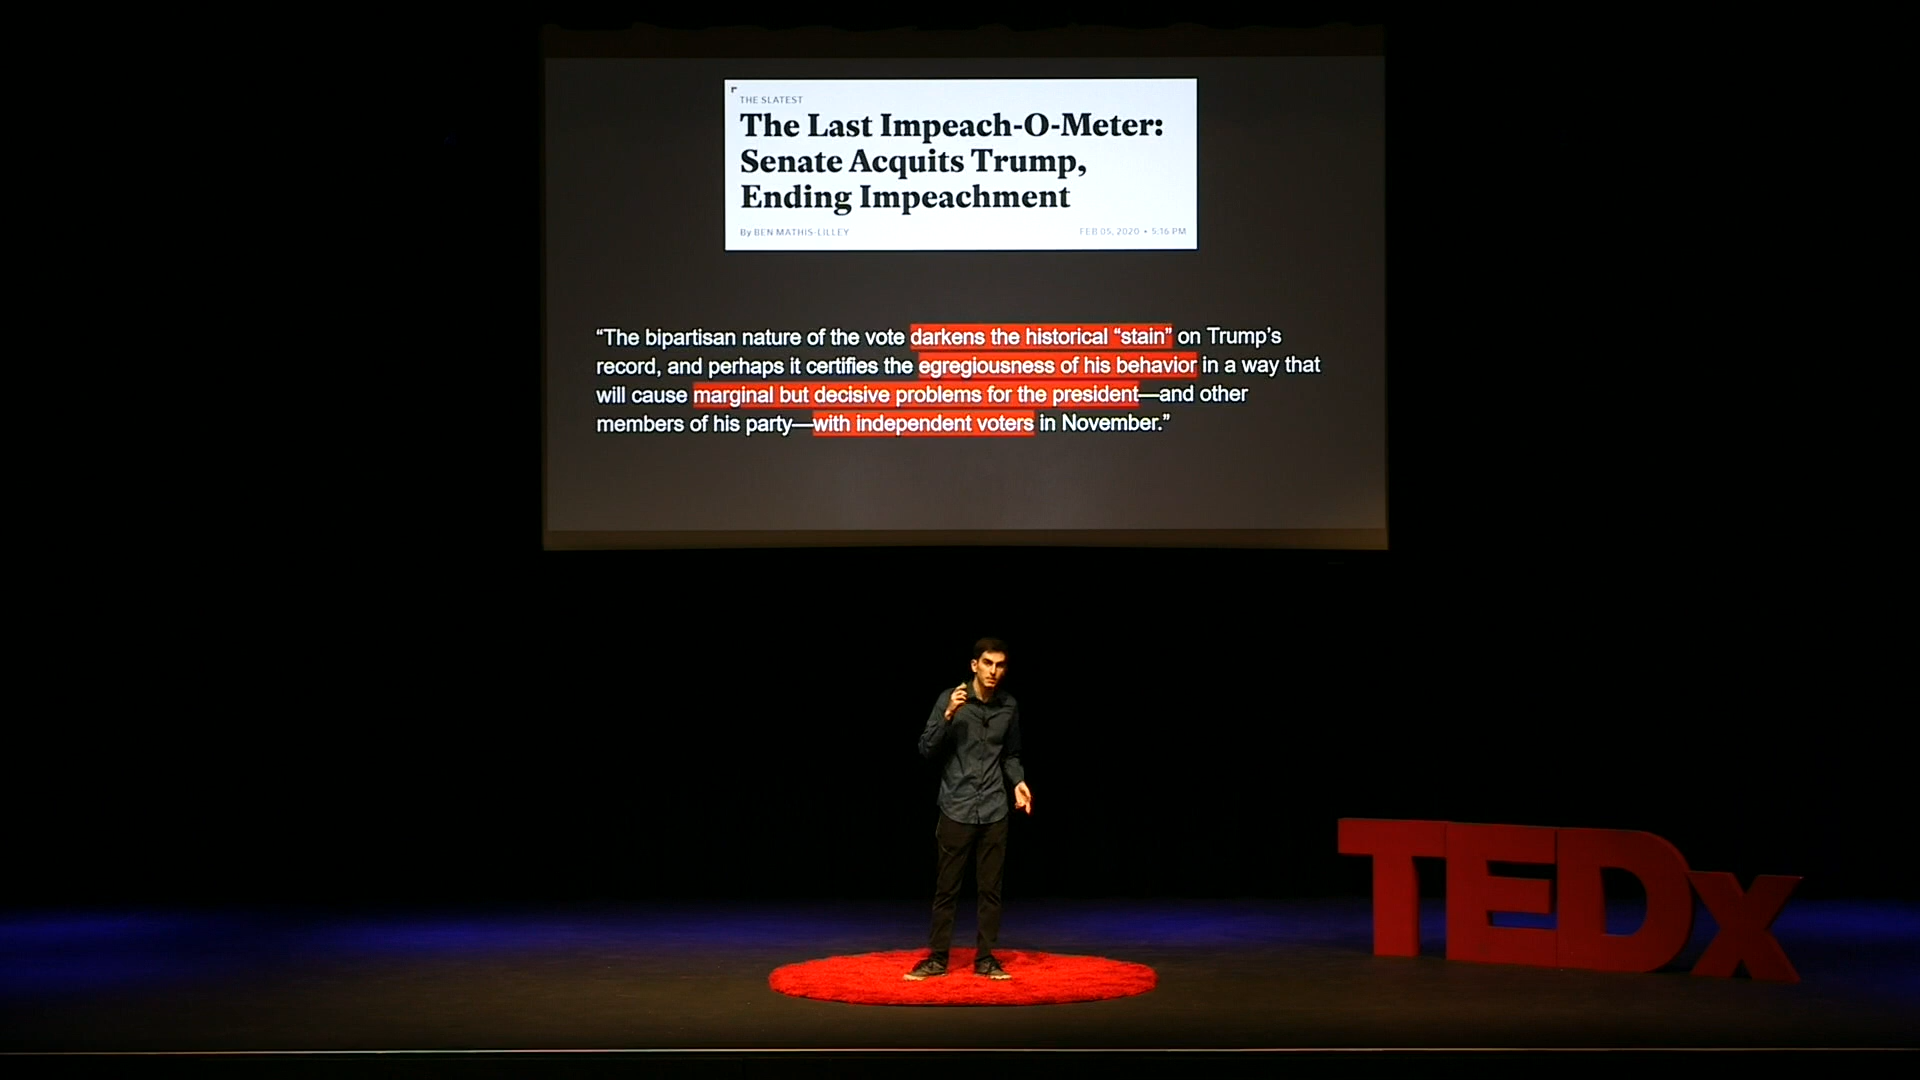 THE SLATEST
The Last Impeach-O-Meter:
Senate Acquits Trump,
Ending Impeachment
By BEN MATHIS-LILLEY FEB 05, 2020 • 5:16 PM
“The bipartisan nature of the vote darkens the historical “stain” on Trump’s
record, and perhaps it certifies the egregiousness of his behavior in a way that
will cause marginal but decisive problems for the president—and other
members of his party—with independent voters in November.”
TEDx